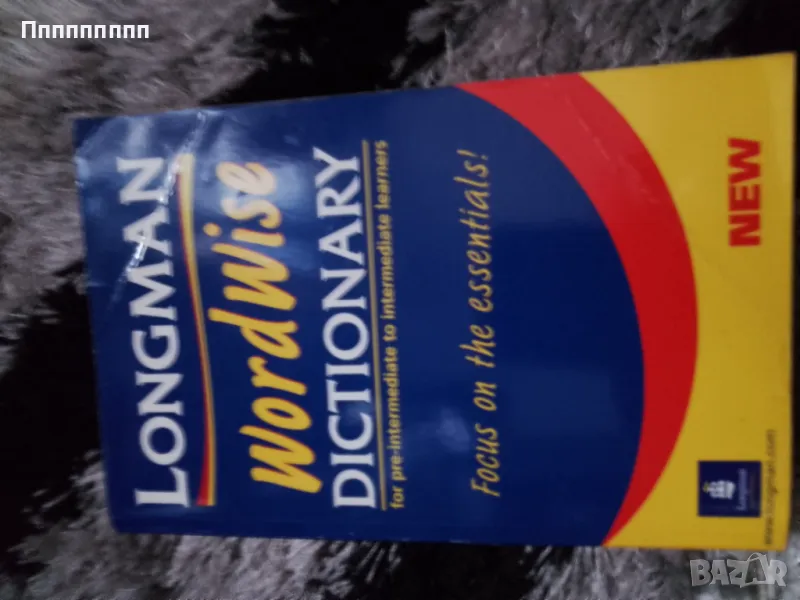 Ппппппппп
LONGMAN
WordWise
DICTIONARY
for pre-intermediate to intermediate learners
Focus on the essentials!
NEW
Longman
www.longman.com
BAZAR